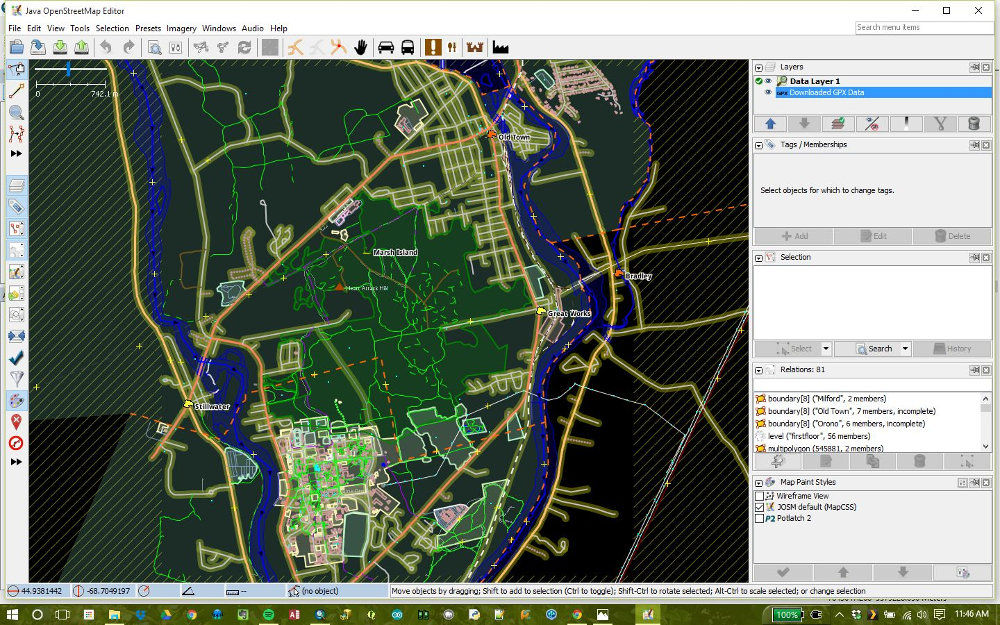 Java OpenStreetMap Editor
File Edit View Tools Selection Presets Imagery Windows Audio Help
Search menu items
0 742.1 m
Old Town
Marsh Island
Heart Attack Hill
Bradley
Great Works
Stillwater
Layers
Data Layer 1
GPX Downloaded GPX Data
Tags / Memberships
Select objects for which to change tags.
Add Edit Delete
Selection
Select Search History
Relations: 81
boundary[8] ("Milford", 2 members)
boundary[8] ("Old Town", 7 members, incomplete)
boundary[8] ("Orono", 6 members, incomplete)
level ("firstfloor", 56 members)
multipolygon (545881, 2 members)
Map Paint Styles
Wireframe View
JOSM default (MapCSS)
P2 Potlatch 2
44.9381442 -68.7049197 -- (no object) Move objects by dragging; Shift to add to selection (Ctrl to toggle); Shift-Ctrl to rotate selected; Alt-Ctrl to scale selected; or change selection
100% 11:46 AM